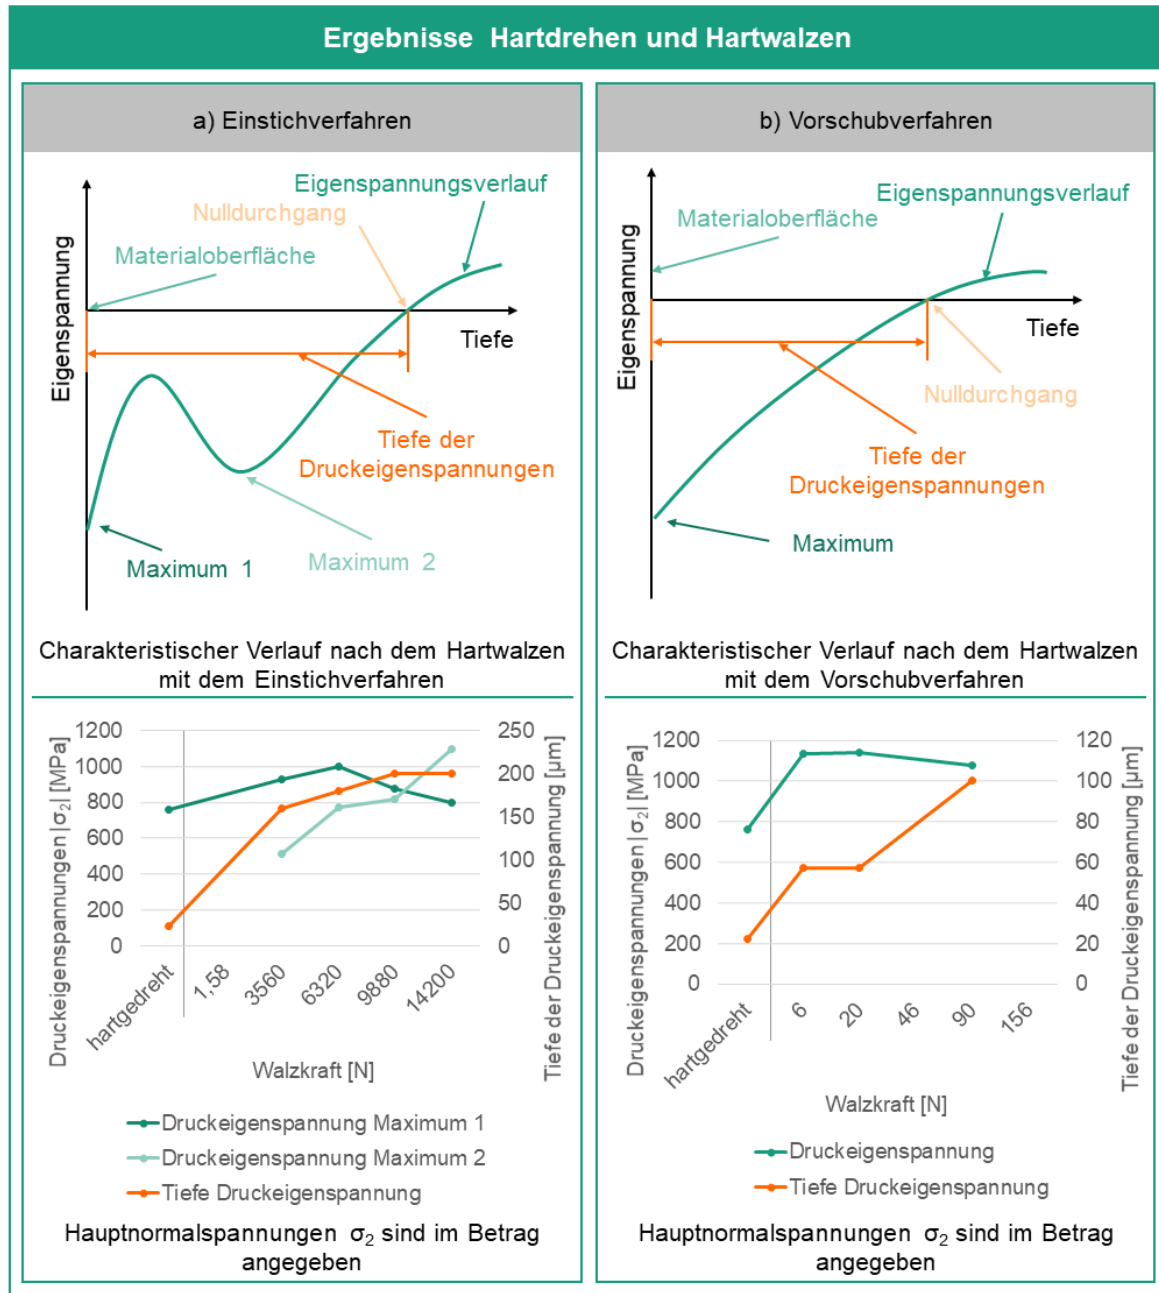 Ergebnisse Hartdrehen und Hartwalzen
a) Einstichverfahren
Eigenspannungsverlauf
Nulldurchgang
Materialoberfläche
Eigenspannung
Tiefe
Tiefe der
Druckeigenspannungen
Maximum 1
Maximum 2
Charakteristischer Verlauf nach dem Hartwalzen
mit dem Einstichverfahren
Druckeigenspannungen |σ₂| [MPa]
1200
1000
800
600
400
200
0
250
200
150
100
50
0
Tiefe der Druckeigenspannung [µm]
hartgedreht
1,58
3560
6320
9880
14200
Walzkraft [N]
Druckeigenspannung Maximum 1
Druckeigenspannung Maximum 2
Tiefe Druckeigenspannung
Hauptnormalspannungen σ₂ sind im Betrag
angegeben
b) Vorschubverfahren
Eigenspannungsverlauf
Materialoberfläche
Eigenspannung
Tiefe
Nulldurchgang
Tiefe der
Druckeigenspannungen
Maximum
Charakteristischer Verlauf nach dem Hartwalzen
mit dem Vorschubverfahren
Druckeigenspannungen |σ₂| [MPa]
1200
1000
800
600
400
200
0
120
100
80
60
40
20
0
Tiefe der Druckeigenspannung [µm]
hartgedreht
6
20
46
90
156
Walzkraft [N]
Druckeigenspannung
Tiefe Druckeigenspannung
Hauptnormalspannungen σ₂ sind im Betrag
angegeben